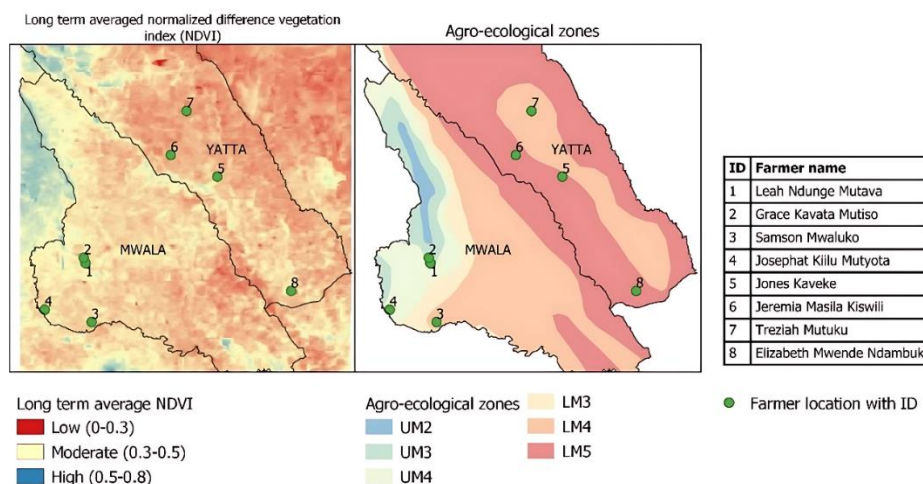 Long term averaged normalized difference vegetation
index (NDVI)
Agro-ecological zones
7
6
YATTA
5
2
MWALA
1
8
4
3
7
6
YATTA
5
2
MWALA
1
8
4
3
ID Farmer name
1 Leah Ndunge Mutava
2 Grace Kavata Mutiso
3 Samson Mwaluko
4 Josephat Kiilu Mutyota
5 Jones Kaveke
6 Jeremia Masila Kiswili
7 Treziah Mutuku
8 Elizabeth Mwende Ndambuk
Long term average NDVI
Low (0-0.3)
Moderate (0.3-0.5)
High (0.5-0.8)
Agro-ecological zones
UM2
UM3
UM4
LM3
LM4
LM5
Farmer location with ID